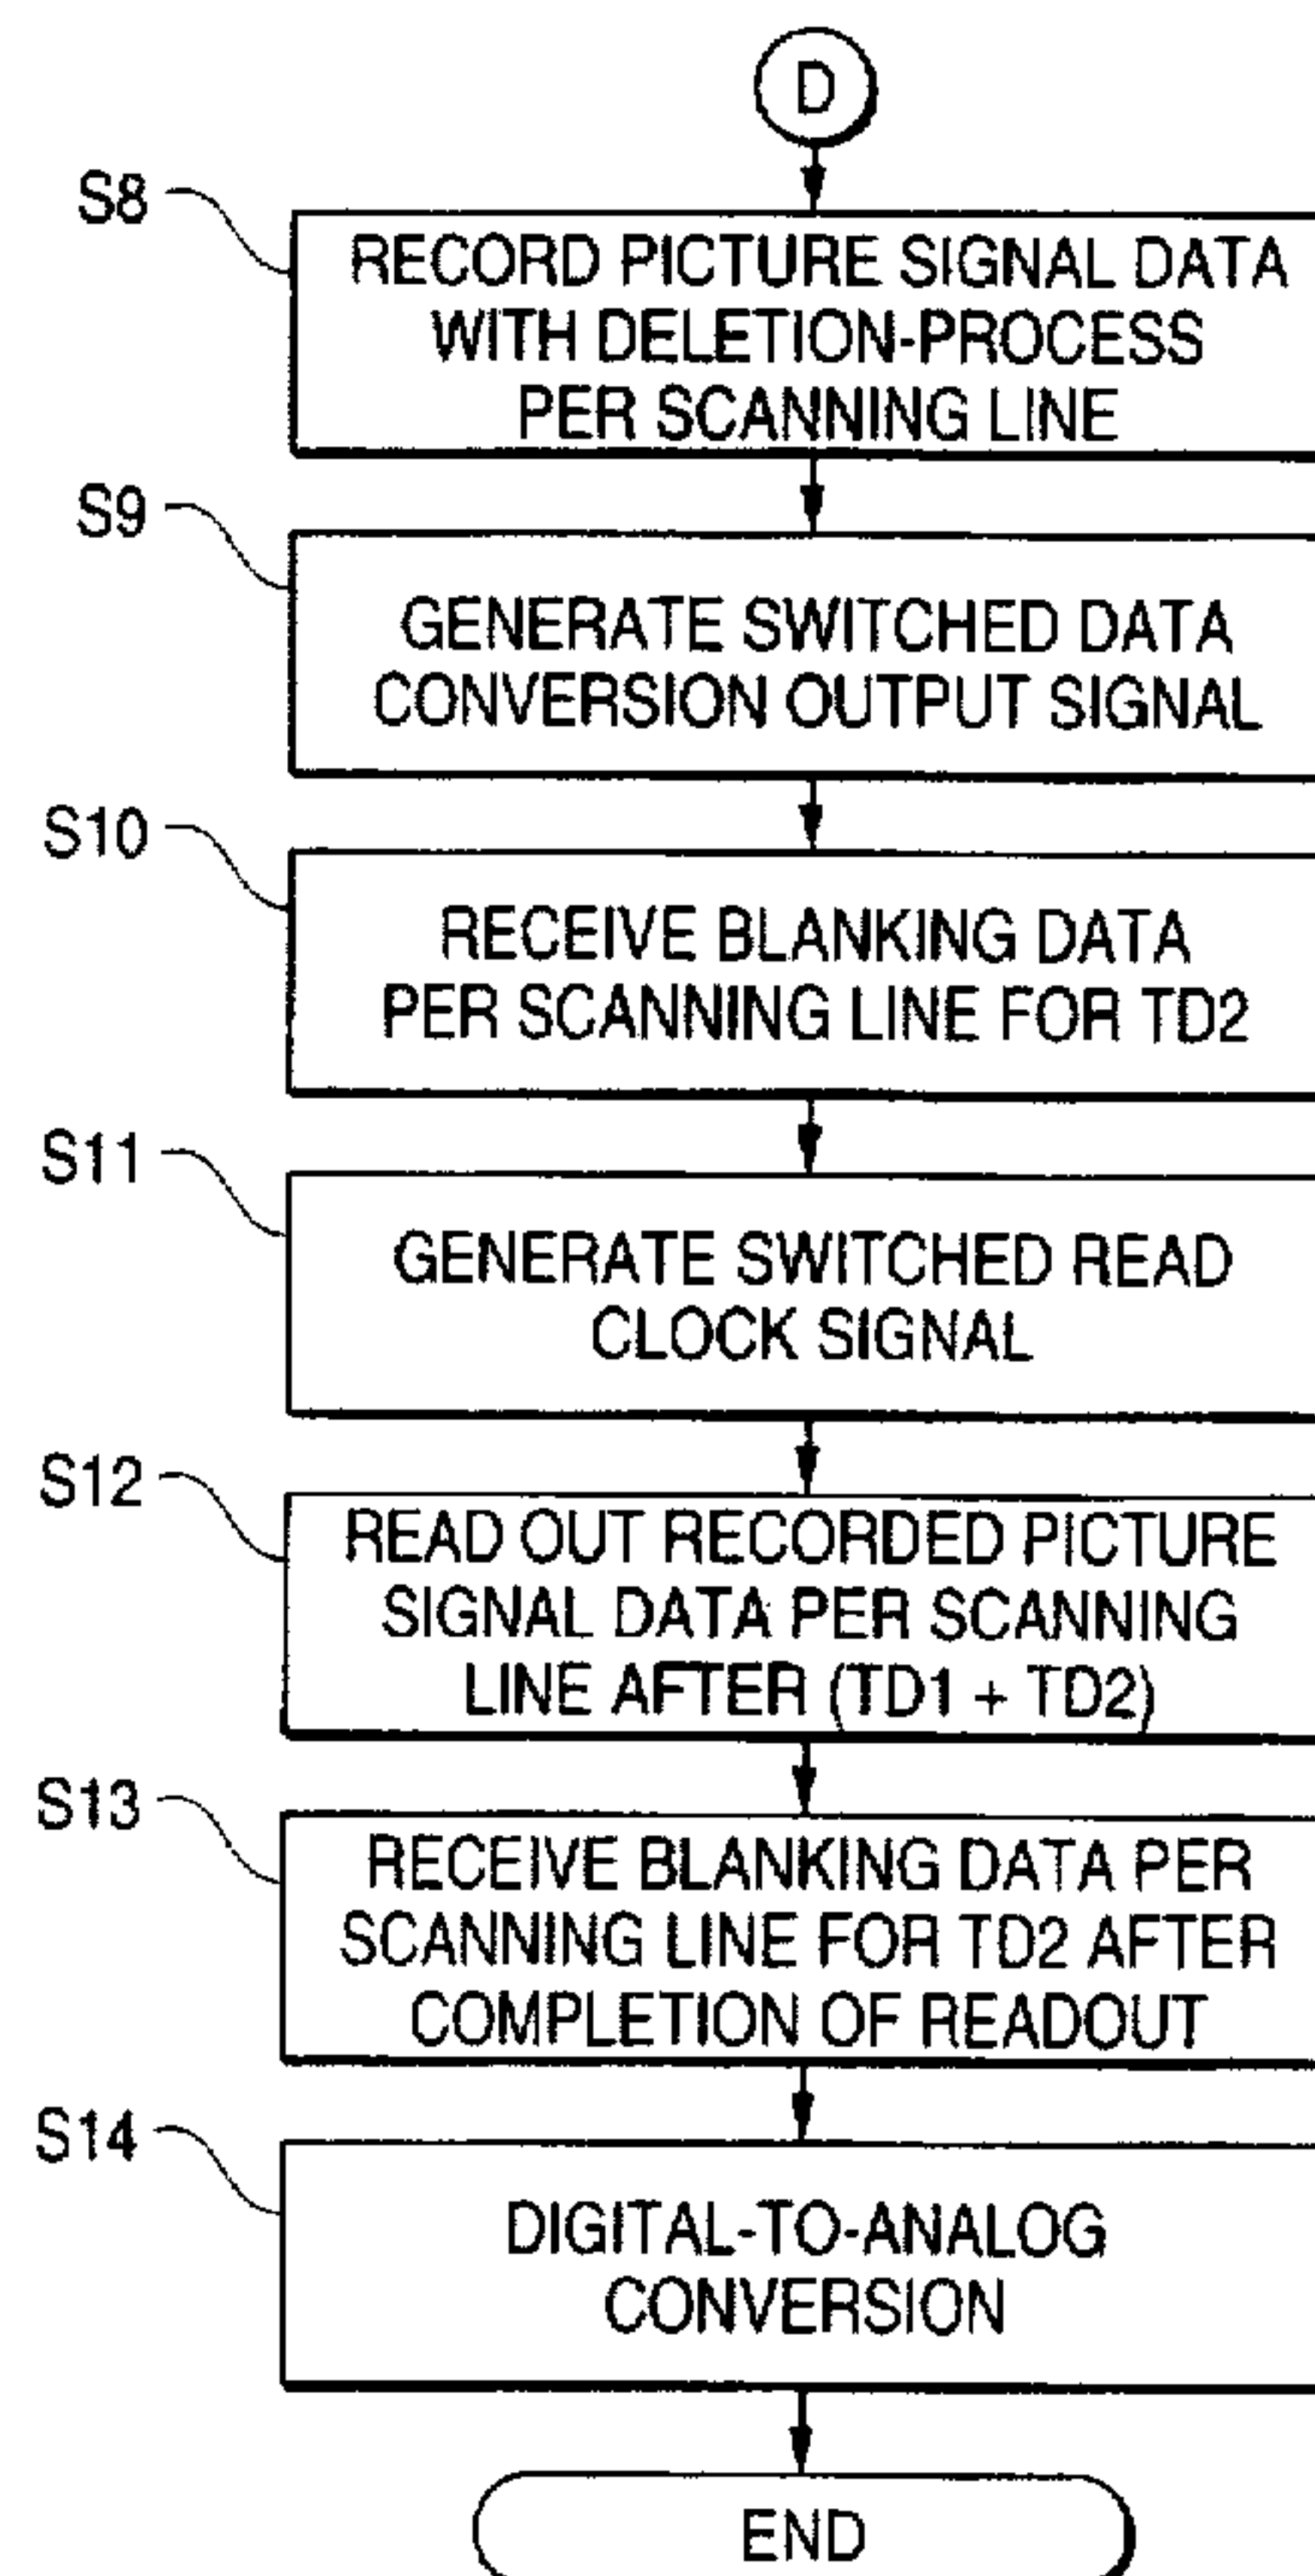 D
S8
RECORD PICTURE SIGNAL DATA
WITH DELETION-PROCESS
PER SCANNING LINE
S9
GENERATE SWITCHED DATA
CONVERSION OUTPUT SIGNAL
S10
RECEIVE BLANKING DATA
PER SCANNING LINE FOR TD2
S11
GENERATE SWITCHED READ
CLOCK SIGNAL
S12
READ OUT RECORDED PICTURE
SIGNAL DATA PER SCANNING
LINE AFTER (TD1 + TD2)
S13
RECEIVE BLANKING DATA PER
SCANNING LINE FOR TD2 AFTER
COMPLETION OF READOUT
S14
DIGITAL-TO-ANALOG
CONVERSION
END